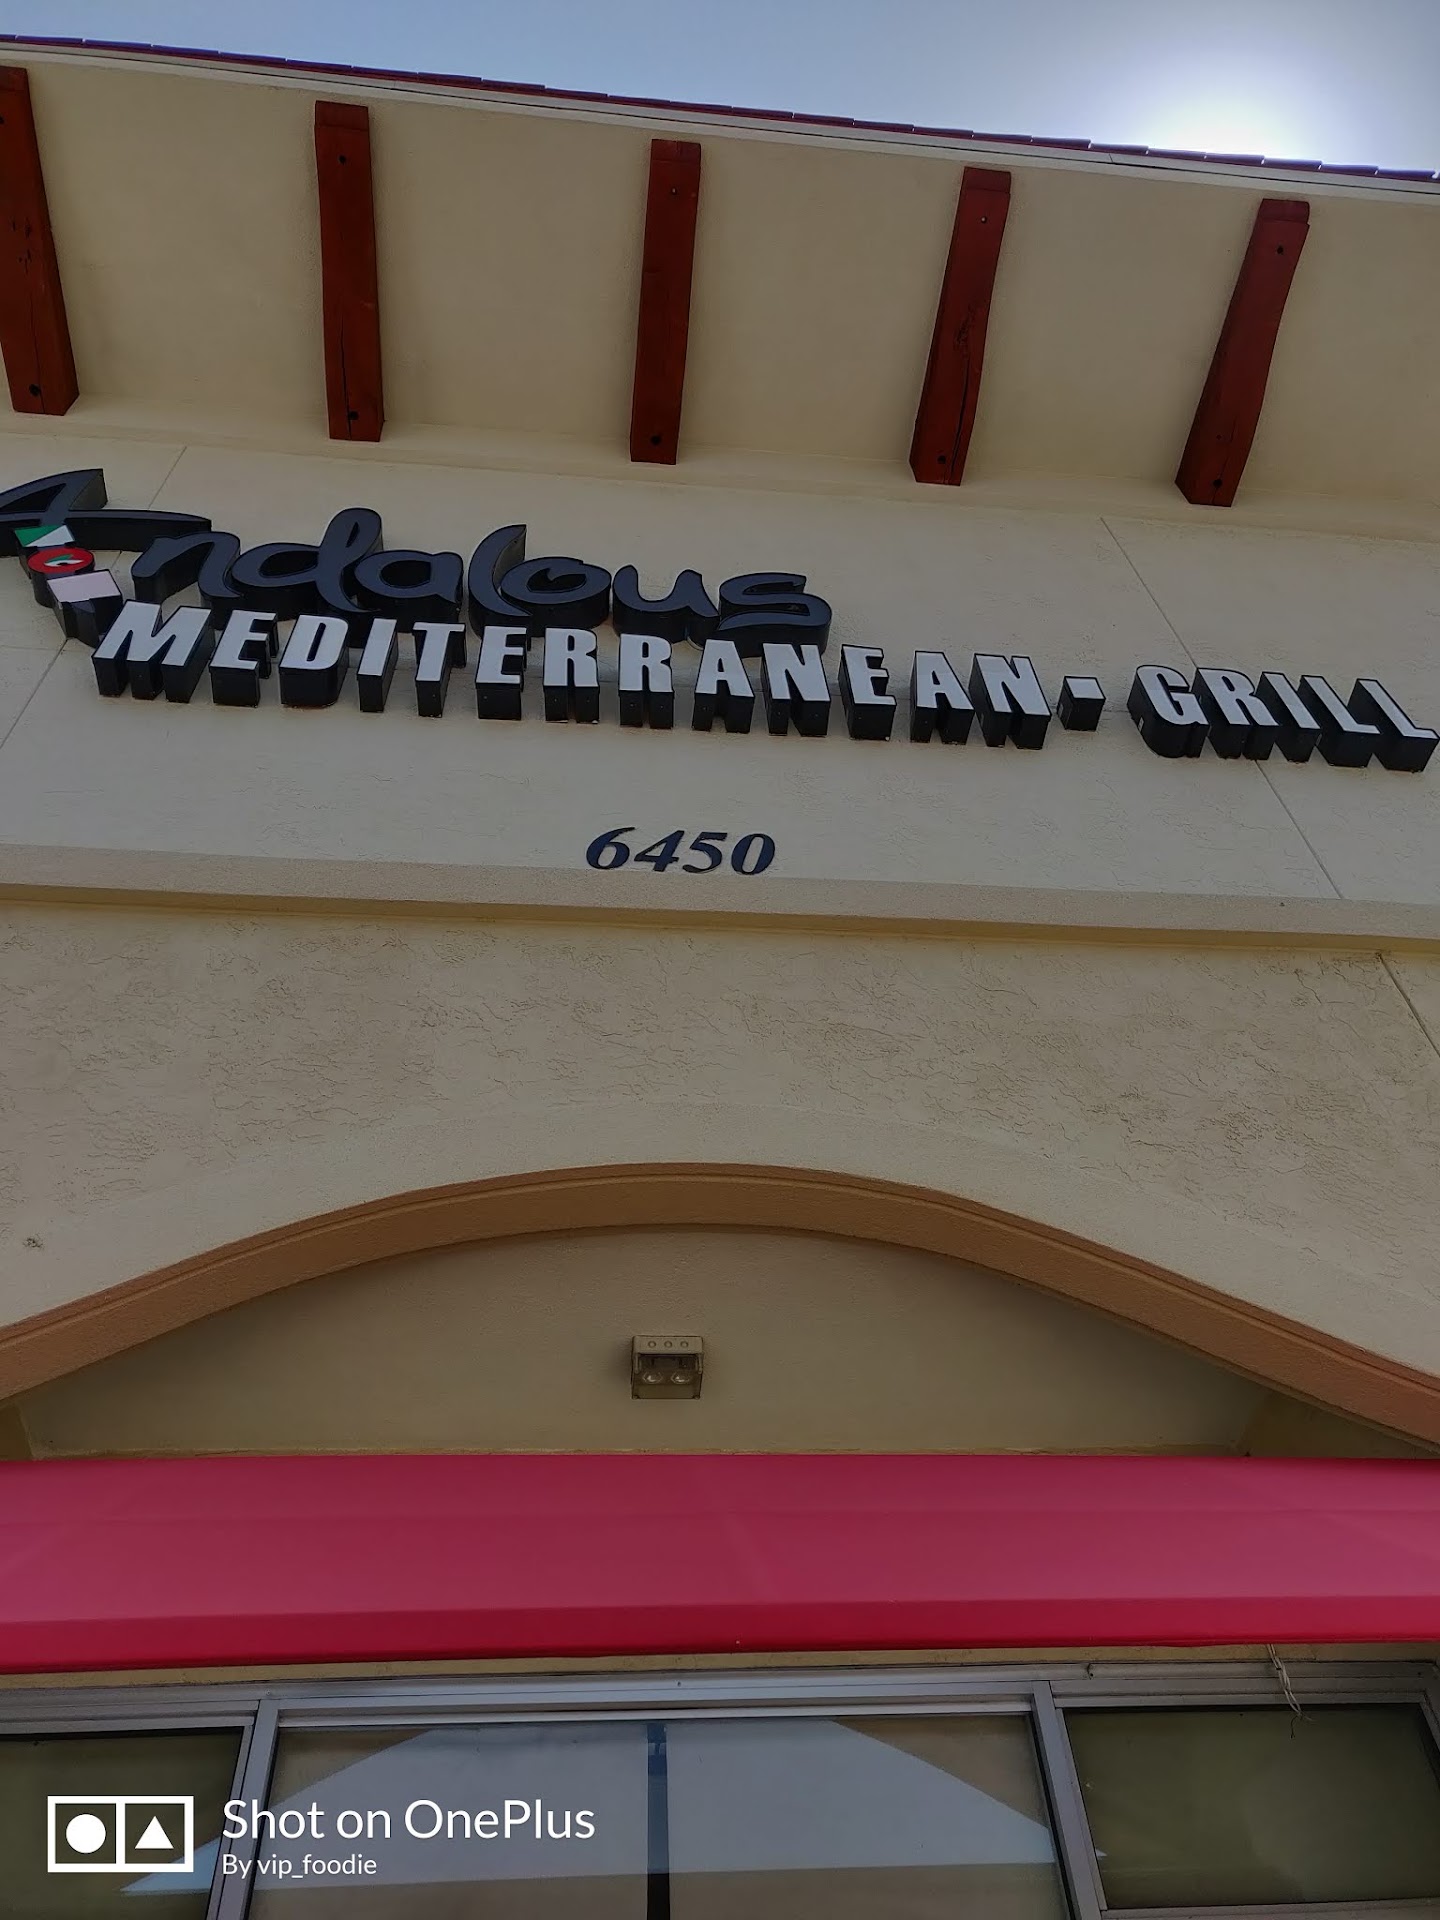 Andalous
MEDITERRANEAN - GRILL
6450
Shot on OnePlus
By vip_foodie